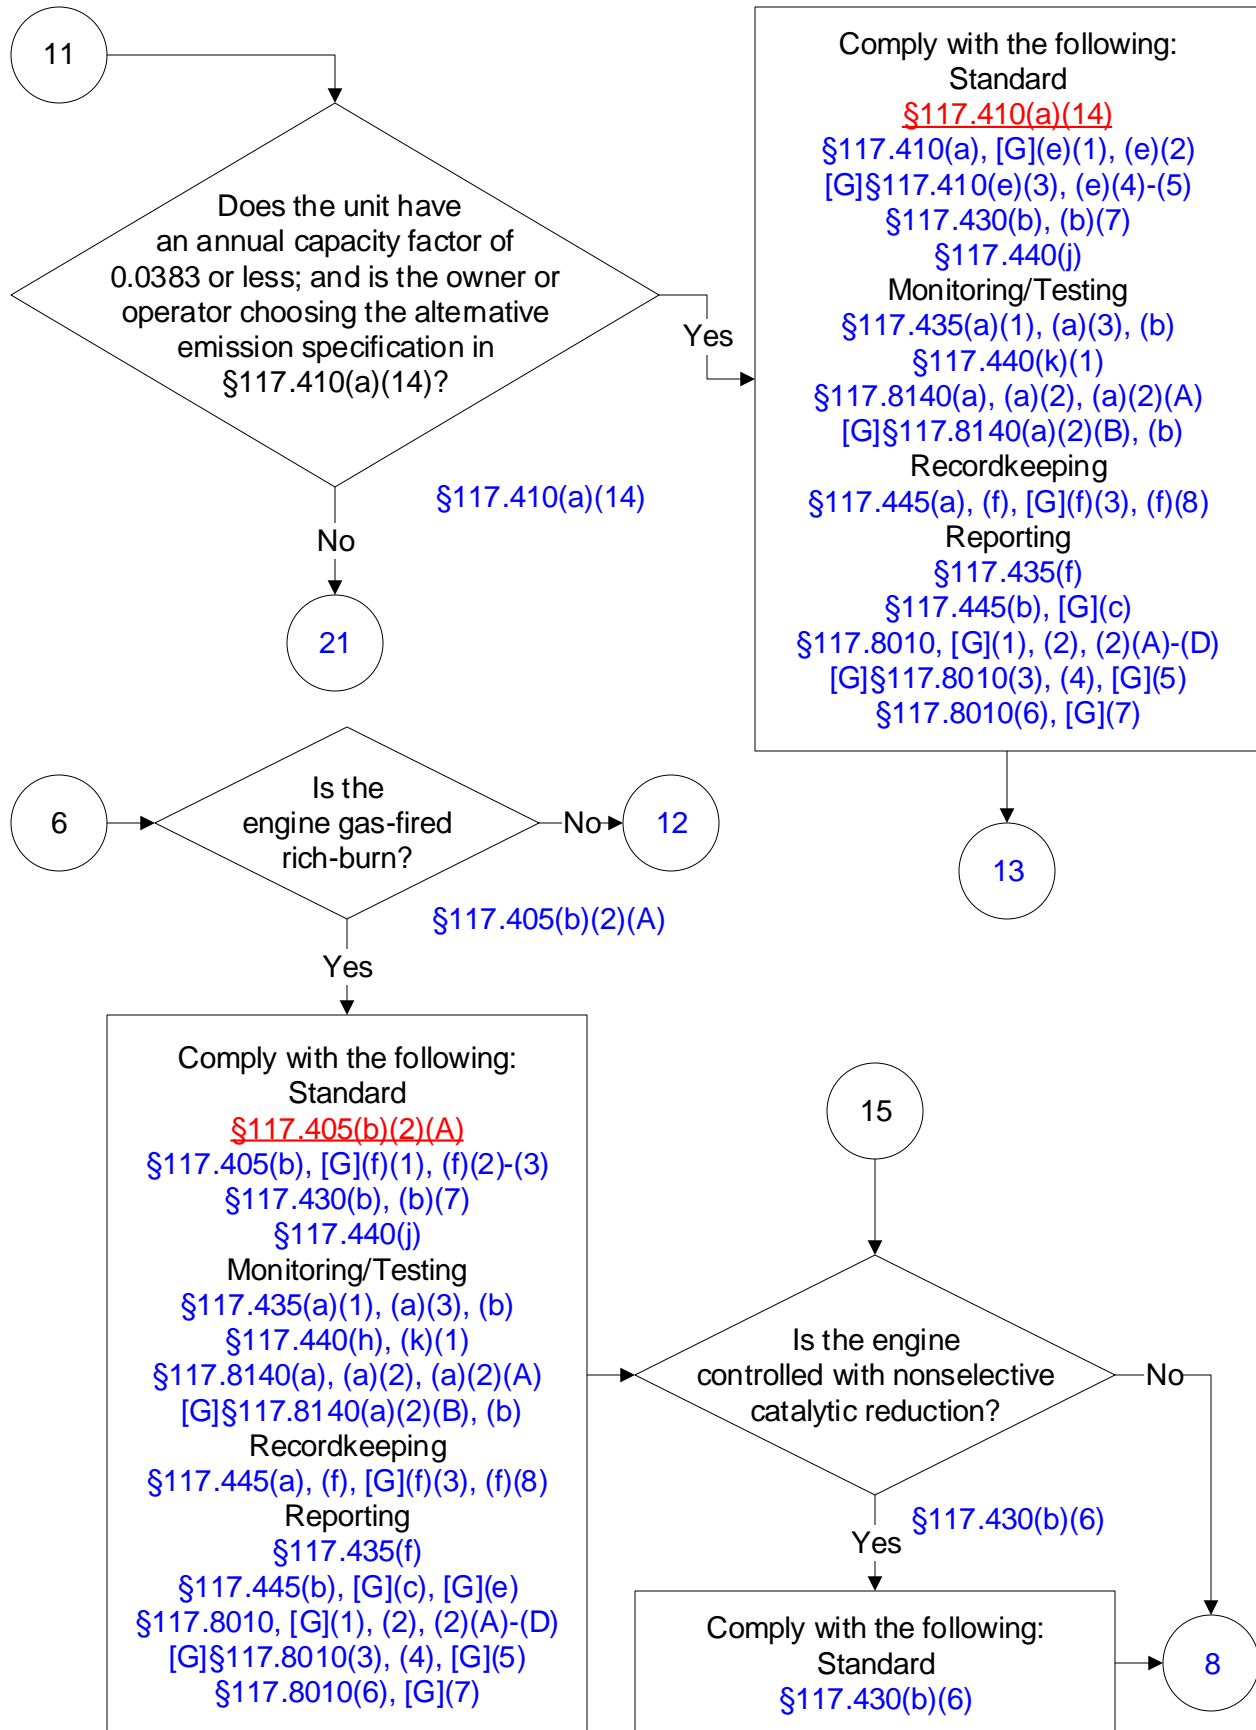 11
Does the unit have
an annual capacity factor of
0.0383 or less; and is the owner or
operator choosing the alternative
emission specification in
§117.410(a)(14)?
Yes
§117.410(a)(14)
No
21
Comply with the following:
Standard
§117.410(a)(14)
§117.410(a), [G](e)(1), (e)(2)
[G]§117.410(e)(3), (e)(4)-(5)
§117.430(b), (b)(7)
§117.440(j)
Monitoring/Testing
§117.435(a)(1), (a)(3), (b)
§117.440(k)(1)
§117.8140(a), (a)(2), (a)(2)(A)
[G]§117.8140(a)(2)(B), (b)
Recordkeeping
§117.445(a), (f), [G](f)(3), (f)(8)
Reporting
§117.435(f)
§117.445(b), [G](c)
§117.8010, [G](1), (2), (2)(A)-(D)
[G]§117.8010(3), (4), [G](5)
§117.8010(6), [G](7)
13
6
Is the
engine gas-fired
rich-burn?
No
12
§117.405(b)(2)(A)
Yes
Comply with the following:
Standard
§117.405(b)(2)(A)
§117.405(b), [G](f)(1), (f)(2)-(3)
§117.430(b), (b)(7)
§117.440(j)
Monitoring/Testing
§117.435(a)(1), (a)(3), (b)
§117.440(h), (k)(1)
§117.8140(a), (a)(2), (a)(2)(A)
[G]§117.8140(a)(2)(B), (b)
Recordkeeping
§117.445(a), (f), [G](f)(3), (f)(8)
Reporting
§117.435(f)
§117.445(b), [G](c), [G](e)
§117.8010, [G](1), (2), (2)(A)-(D)
[G]§117.8010(3), (4), [G](5)
§117.8010(6), [G](7)
15
Is the engine
controlled with nonselective
catalytic reduction?
No
§117.430(b)(6)
Yes
Comply with the following:
Standard
§117.430(b)(6)
8